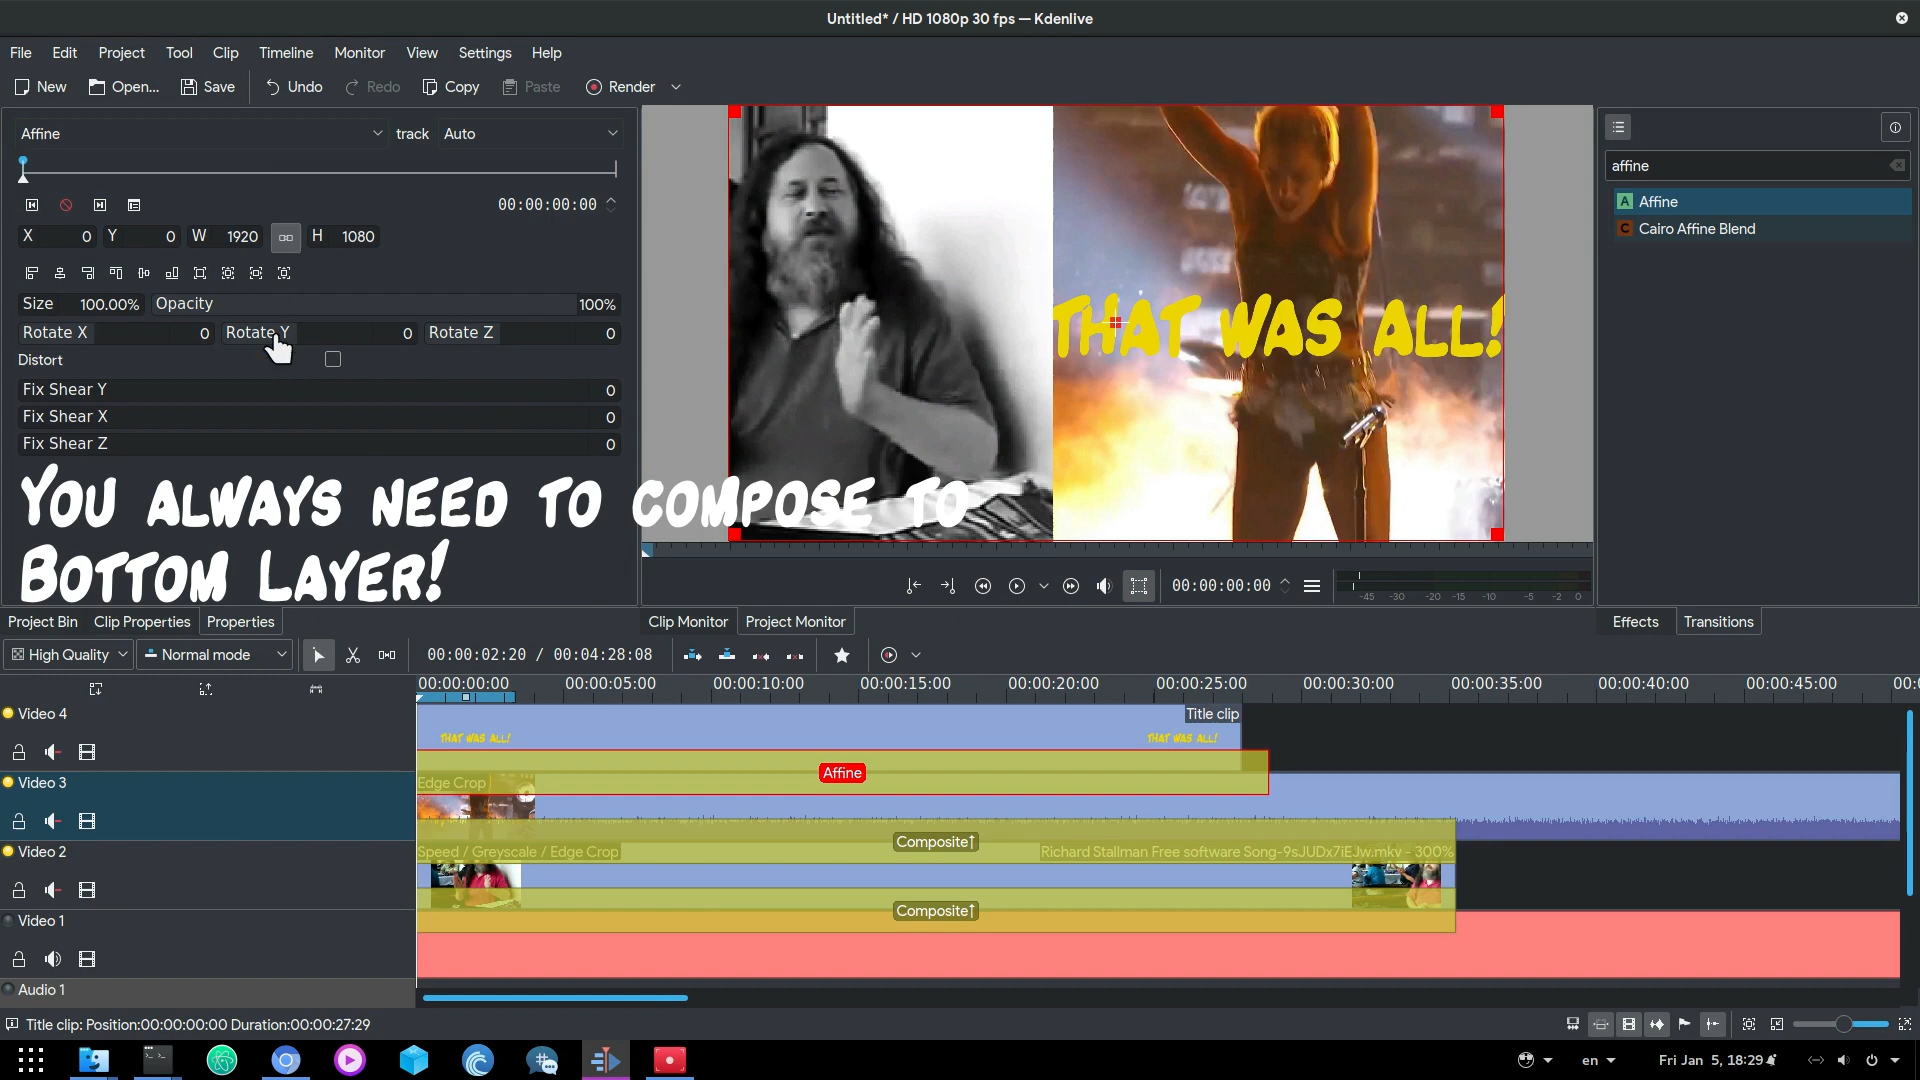 Untitled* / HD 1080p 30 fps — Kdenlive
File Edit Project Tool Clip Timeline Monitor View Settings Help
New Open... Save Undo Redo Copy Paste Render
Affine track Auto
affine
00:00:00:00
Affine
X 0 Y 0 W 1920 H 1080
Cairo Affine Blend
Size 100.00% Opacity 100%
Rotate X 0 Rotate Y 0 Rotate Z 0
THAT WAS ALL!
Distort
Fix Shear Y 0
Fix Shear X 0
Fix Shear Z 0
YOU ALWAYS NEED TO COMPOSE TO
BOTTOM LAYER!
00:00:00:00
-45 -30 -20 -15 -10 -5 -2 0
Project Bin Clip Properties Properties Clip Monitor Project Monitor Effects Transitions
High Quality Normal mode 00:00:02:20 / 00:04:28:08
00:00:00:00 00:00:05:00 00:00:10:00 00:00:15:00 00:00:20:00 00:00:25:00 00:00:30:00 00:00:35:00 00:00:40:00 00:00:45:00 00:
Video 4 Title clip
THAT WAS ALL! THAT WAS ALL!
Affine
Video 3 Edge Crop
Composite↑
Video 2 Speed / Greyscale / Edge Crop Richard Stallman Free software Song-9sJUDx7iEJw.mkv - 300%
Composite↑
Video 1
Audio 1
Title clip: Position:00:00:00:00 Duration:00:00:27:29
en Fri Jan 5, 18:29